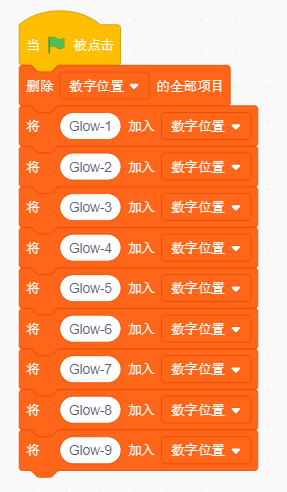 当 被点击
删除 数字位置 的全部项目
将 Glow-1 加入 数字位置
将 Glow-2 加入 数字位置
将 Glow-3 加入 数字位置
将 Glow-4 加入 数字位置
将 Glow-5 加入 数字位置
将 Glow-6 加入 数字位置
将 Glow-7 加入 数字位置
将 Glow-8 加入 数字位置
将 Glow-9 加入 数字位置